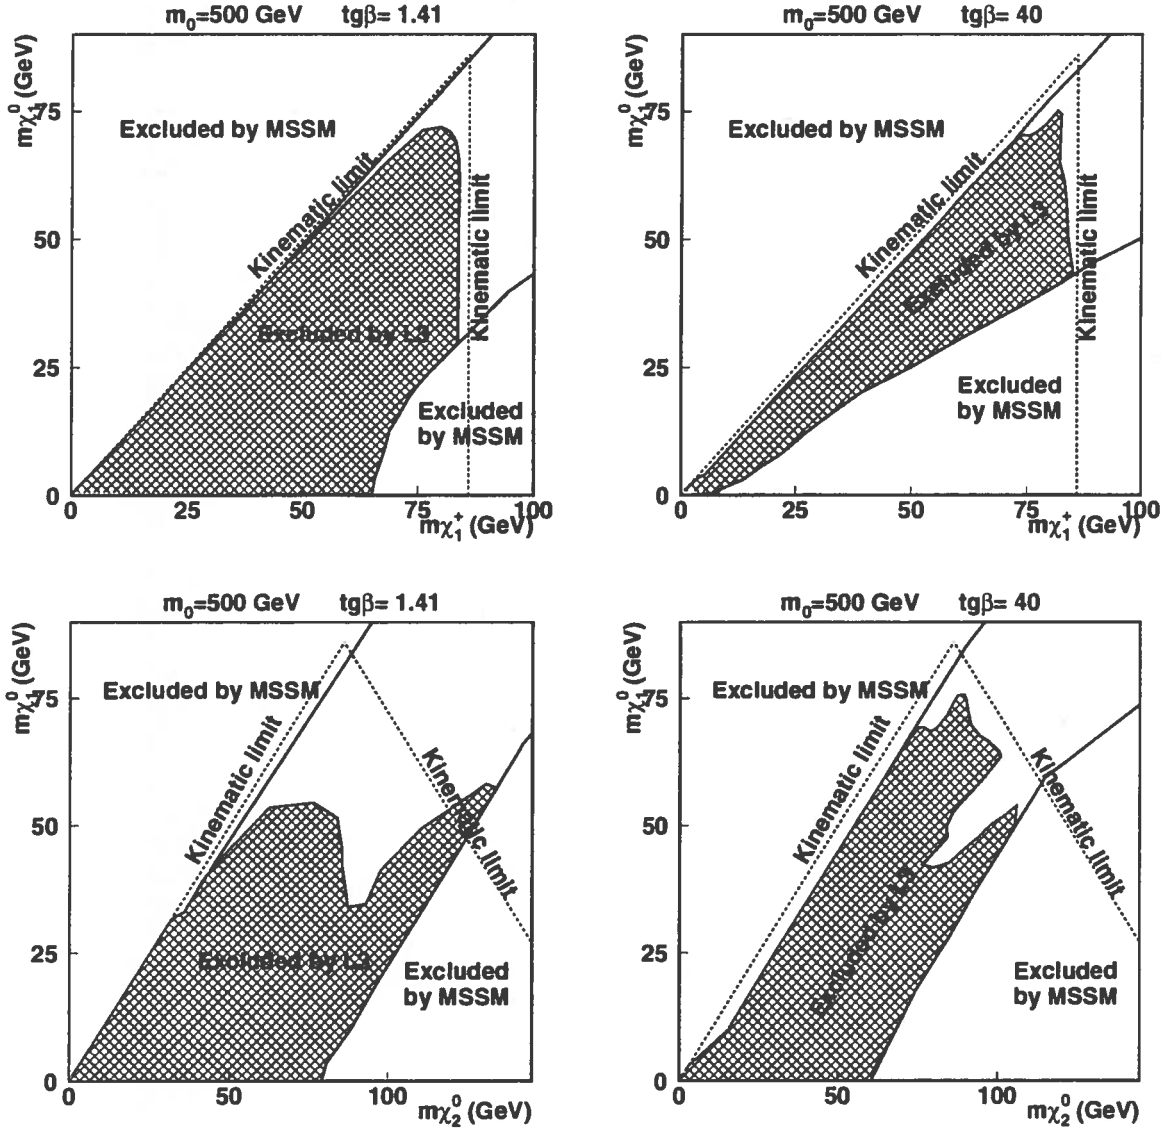 m₀=500 GeV tgβ= 1.41
mχ₁⁰ (GeV)
75
50
25
0
Excluded by MSSM
Kinematic limit
Kinematic limit
Excluded by L3
Excluded
by MSSM
0 25 50 75 100
mχ₁⁺ (GeV)
m₀=500 GeV tgβ= 40
mχ₁⁰ (GeV)
75
50
25
0
Excluded by MSSM
Kinematic limit
Kinematic limit
Excluded by L3
Excluded
by MSSM
0 25 50 75 100
mχ₁⁺ (GeV)
m₀=500 GeV tgβ= 1.41
mχ₁⁰ (GeV)
75
50
25
0
Excluded by MSSM
Kinematic limit
Kinematic limit
Excluded by L3
Excluded
by MSSM
0 50 100
mχ₂⁰ (GeV)
m₀=500 GeV tgβ= 40
mχ₁⁰ (GeV)
75
50
25
0
Excluded by MSSM
Kinematic limit
Kinematic limit
Excluded by L3
Excluded
by MSSM
0 50 100
mχ₂⁰ (GeV)